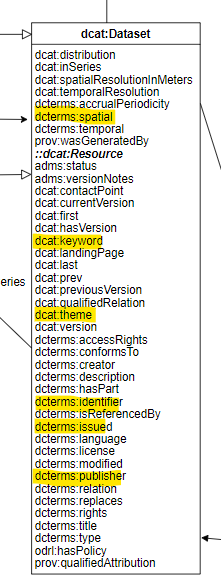 dcat:Dataset
dcat:distribution
dcat:inSeries
dcat:spatialResolutionInMeters
dcat:temporalResolution
dcterms:accrualPeriodicity
dcterms:spatial
dcterms:temporal
prov:wasGeneratedBy
::dcat:Resource
adms:status
adms:versionNotes
dcat:contactPoint
dcat:currentVersion
dcat:first
dcat:hasVersion
dcat:keyword
dcat:landingPage
dcat:last
dcat:prev
dcat:previousVersion
eries
dcat:qualifiedRelation
dcat:theme
dcat:version
dcterms:accessRights
dcterms:conformsTo
dcterms:creator
dcterms:description
dcterms:hasPart
dcterms:identifier
dcterms:isReferencedBy
dcterms:issued
dcterms:language
dcterms:license
dcterms:modified
dcterms:publisher
dcterms:relation
dcterms:replaces
dcterms:rights
dcterms:title
dcterms:type
odrl:hasPolicy
prov:qualifiedAttribution